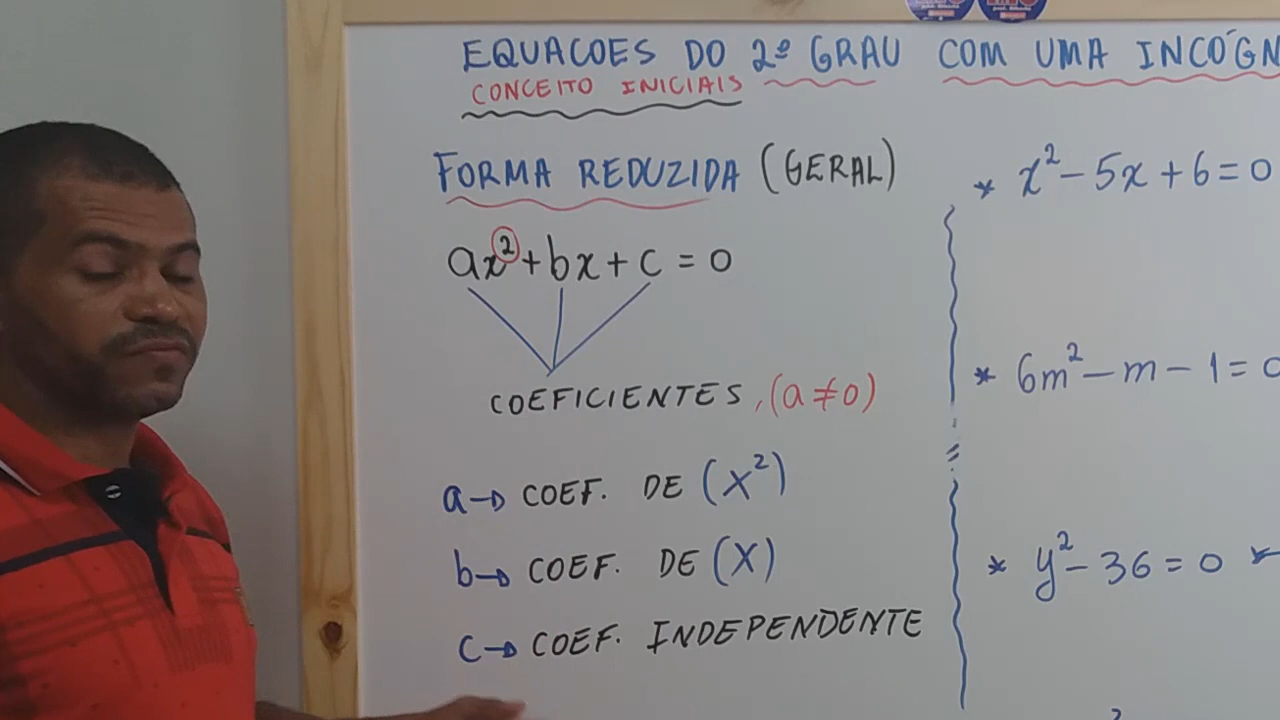 EQUACOES DO 2º GRAU COM UMA INCÓGN
CONCEITO INICIAIS
FORMA REDUZIDA (GERAL)
ax²+bx+c=0
COEFICIENTES, (a≠0)
a→ COEF. DE (X²)
b→ COEF. DE (X)
c→ COEF. INDEPENDENTE
* x²-5x+6=0
* 6m²-m-1=0
* y²-36=0